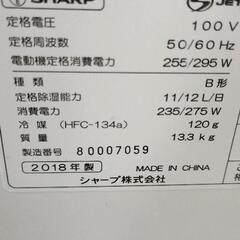 SHARP
JET
定格電圧 100 V
定格周波数 50/60 Hz
電動機定格消費電力 255/295 W
種類 B形
定格除湿能力 11/12 L/日
消費電力 235/275 W
冷媒 (HFC-134a) 120 g
質量 13.3 kg
製造番号 80007059
2018年製 MADE IN CHINA
シャープ株式会社